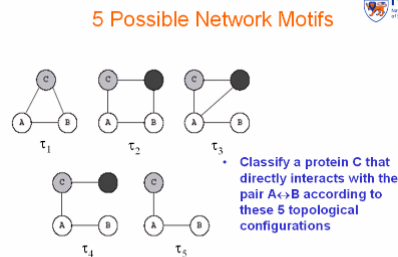 5 Possible Network Motifs
C
A B
τ1
C
A B
τ2
C
A B
τ3
• Classify a protein C that
directly interacts with the
pair A↔B according to
these 5 topological
configurations
C
A B
τ4
C
A B
τ5